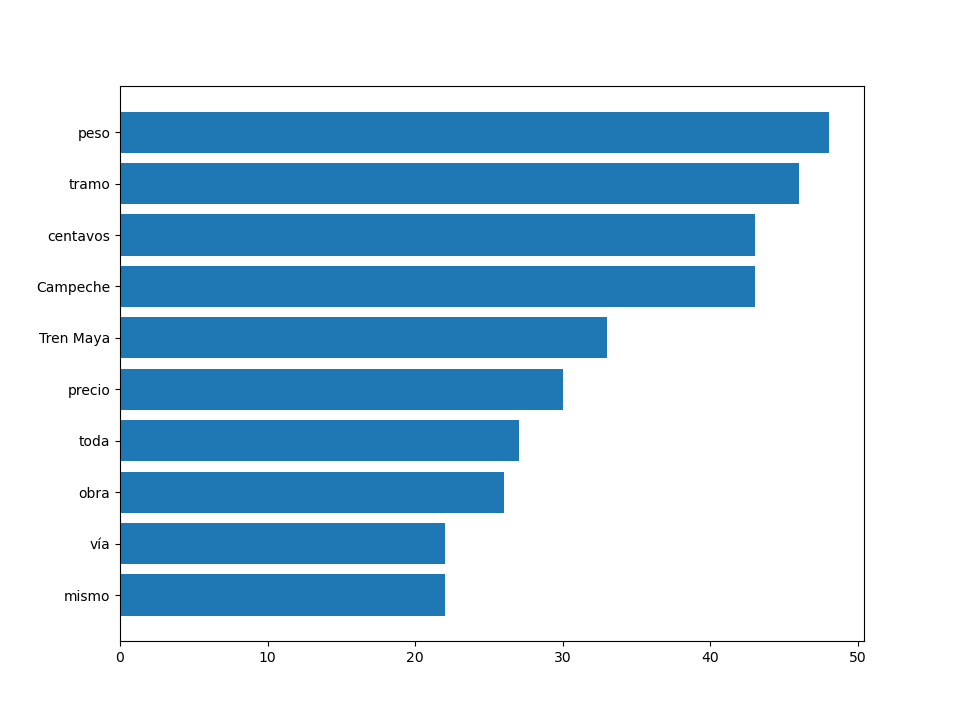 peso
tramo
centavos
Campeche
Tren Maya
precio
toda
obra
vía
mismo
0 10 20 30 40 50